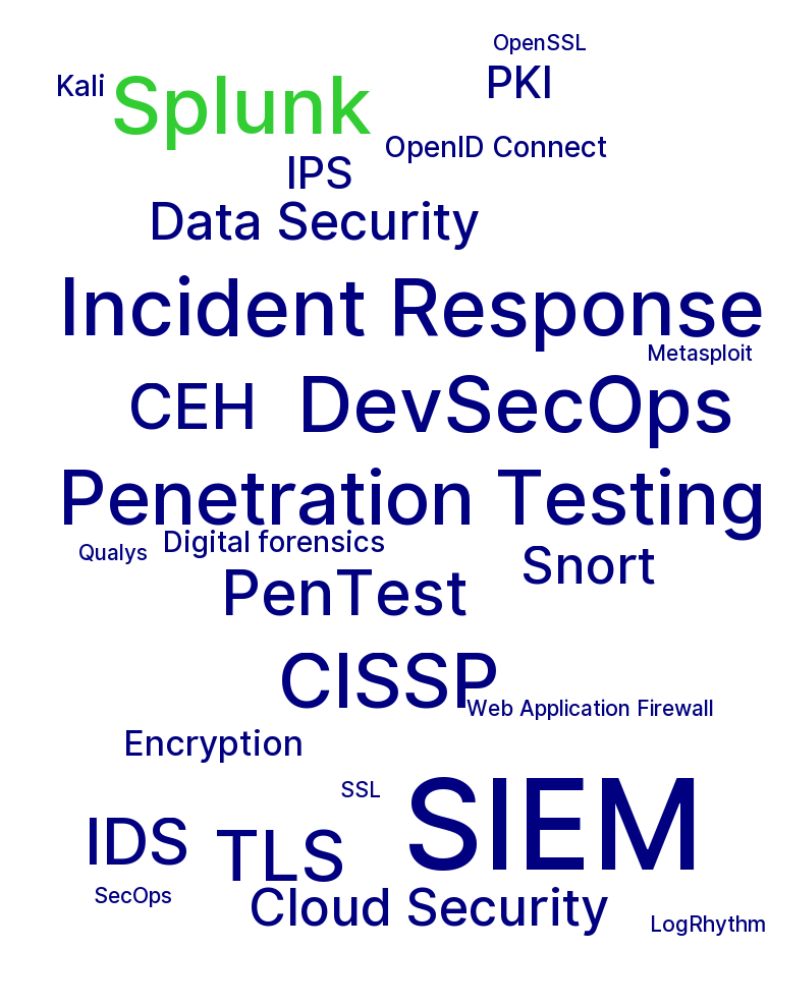 OpenSSL
Kali
Splunk
PKI
OpenID Connect
IPS
Data Security
Incident Response
Metasploit
CEH
DevSecOps
Penetration Testing
Qualys
Digital forensics
Snort
PenTest
CISSP
Web Application Firewall
Encryption
SSL
SIEM
IDS
TLS
SecOps
Cloud Security
LogRhythm